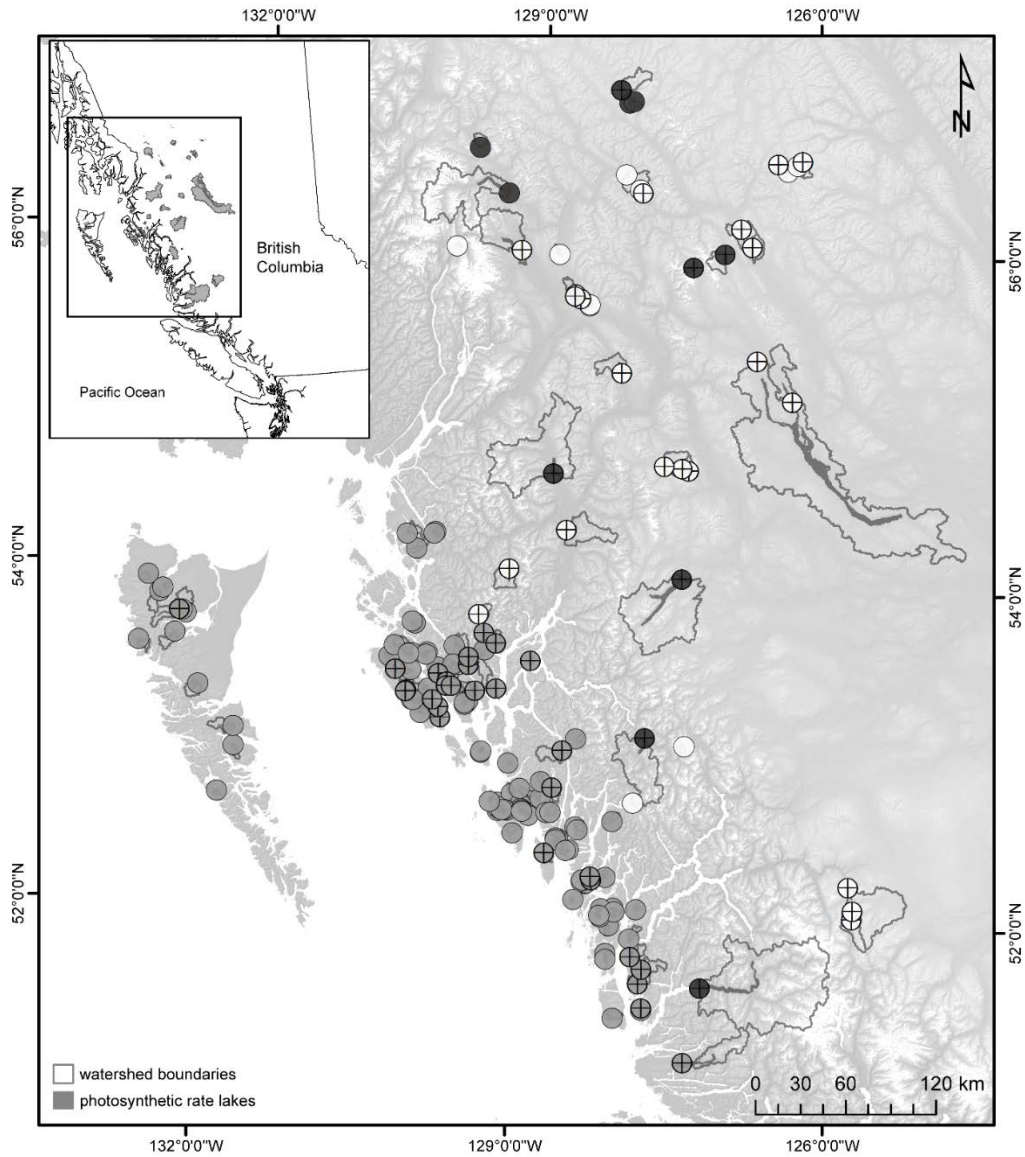 132°0'0"W 129°0'0"W 126°0'0"W
N
British
Columbia
Pacific Ocean
56°0'0"N
56°0'0"N
54°0'0"N
54°0'0"N
52°0'0"N
52°0'0"N
watershed boundaries
photosynthetic rate lakes
0 30 60 120 km
132°0'0"W 129°0'0"W 126°0'0"W